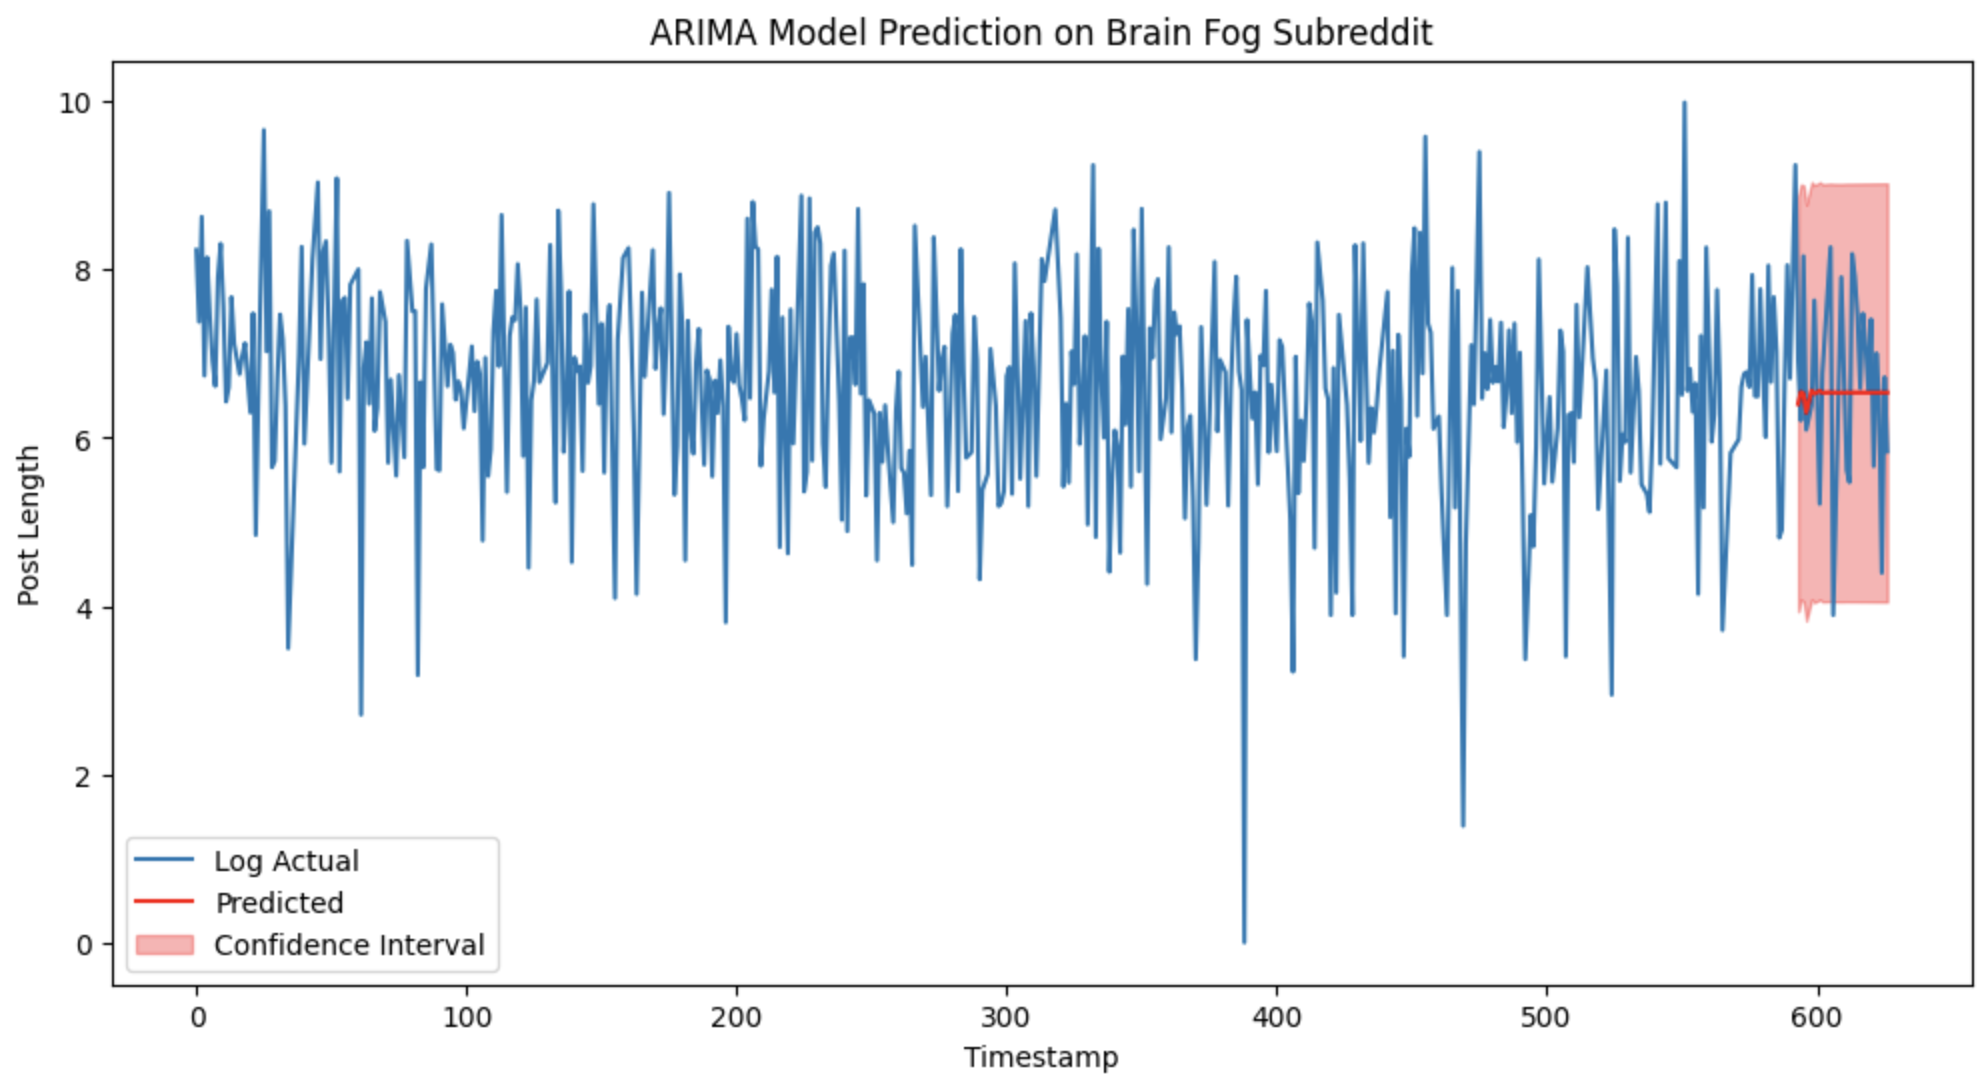 ARIMA Model Prediction on Brain Fog Subreddit
10
8
6
4
2
0
Post Length
Log Actual
Predicted
Confidence Interval
0 100 200 300 400 500 600
Timestamp